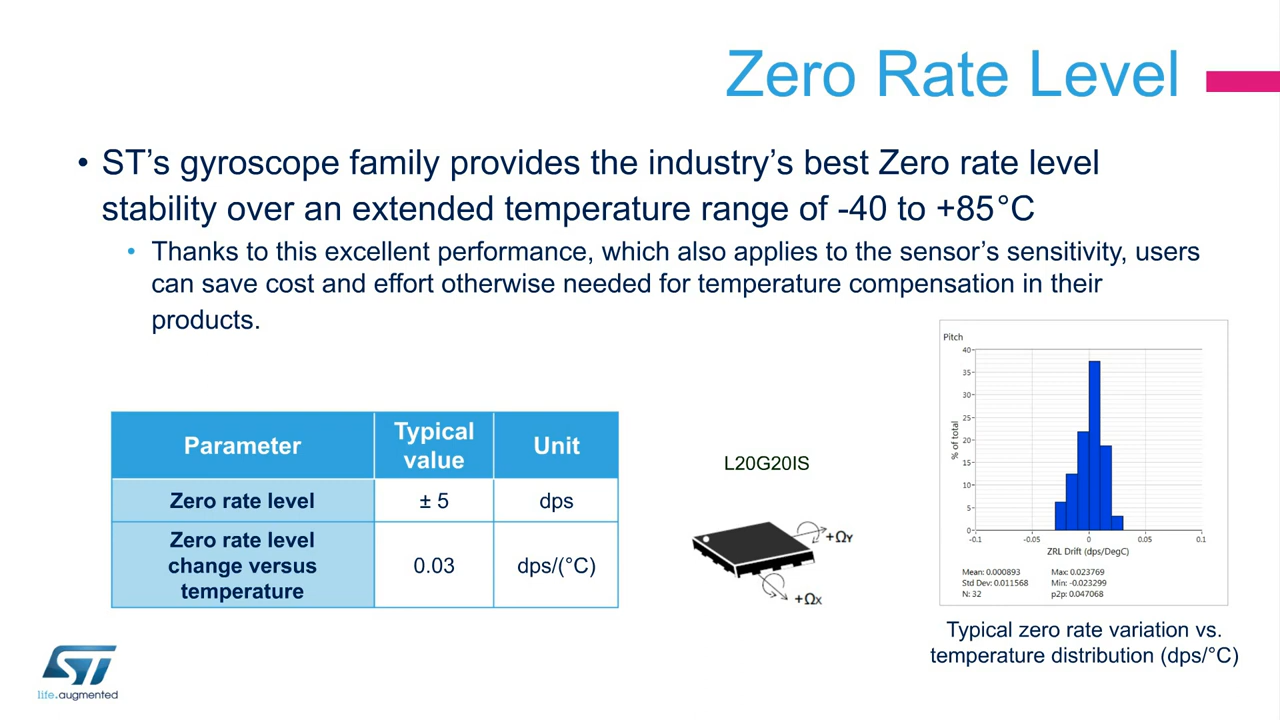 Zero Rate Level
• ST’s gyroscope family provides the industry’s best Zero rate level
stability over an extended temperature range of -40 to +85°C
• Thanks to this excellent performance, which also applies to the sensor’s sensitivity, users
can save cost and effort otherwise needed for temperature compensation in their
products.
Parameter Typical value Unit
Zero rate level ± 5 dps
Zero rate level change versus temperature 0.03 dps/(°C)
L20G20IS
+ΩY
+ΩX
Pitch
% of total
40
35
30
25
20
15
10
5
0
-0.1 -0.05 0 0.05 0.1
ZRL Drift (dps/DegC)
Mean: 0.000893 Max: 0.023769
Std Dev: 0.011568 Min: -0.023299
N: 32 p2p: 0.047068
Typical zero rate variation vs.
temperature distribution (dps/°C)
ST
life.augmented